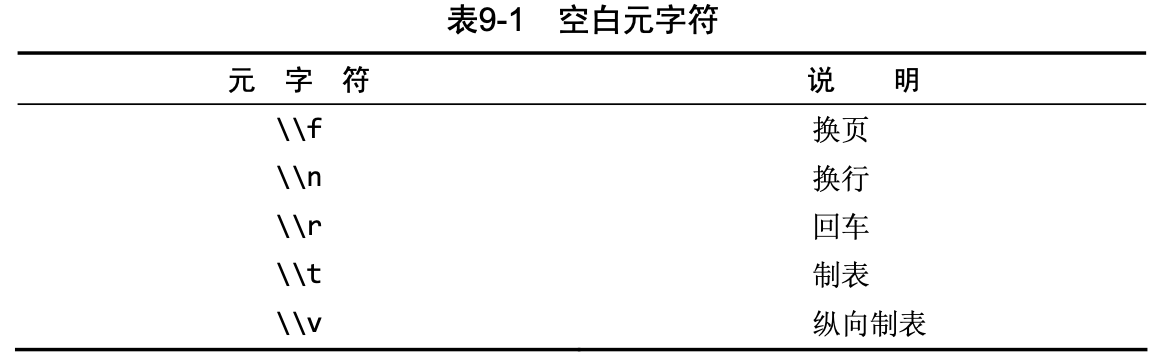 表9-1 空白元字符
元 字 符 说 明
\\f 换页
\\n 换行
\\r 回车
\\t 制表
\\v 纵向制表